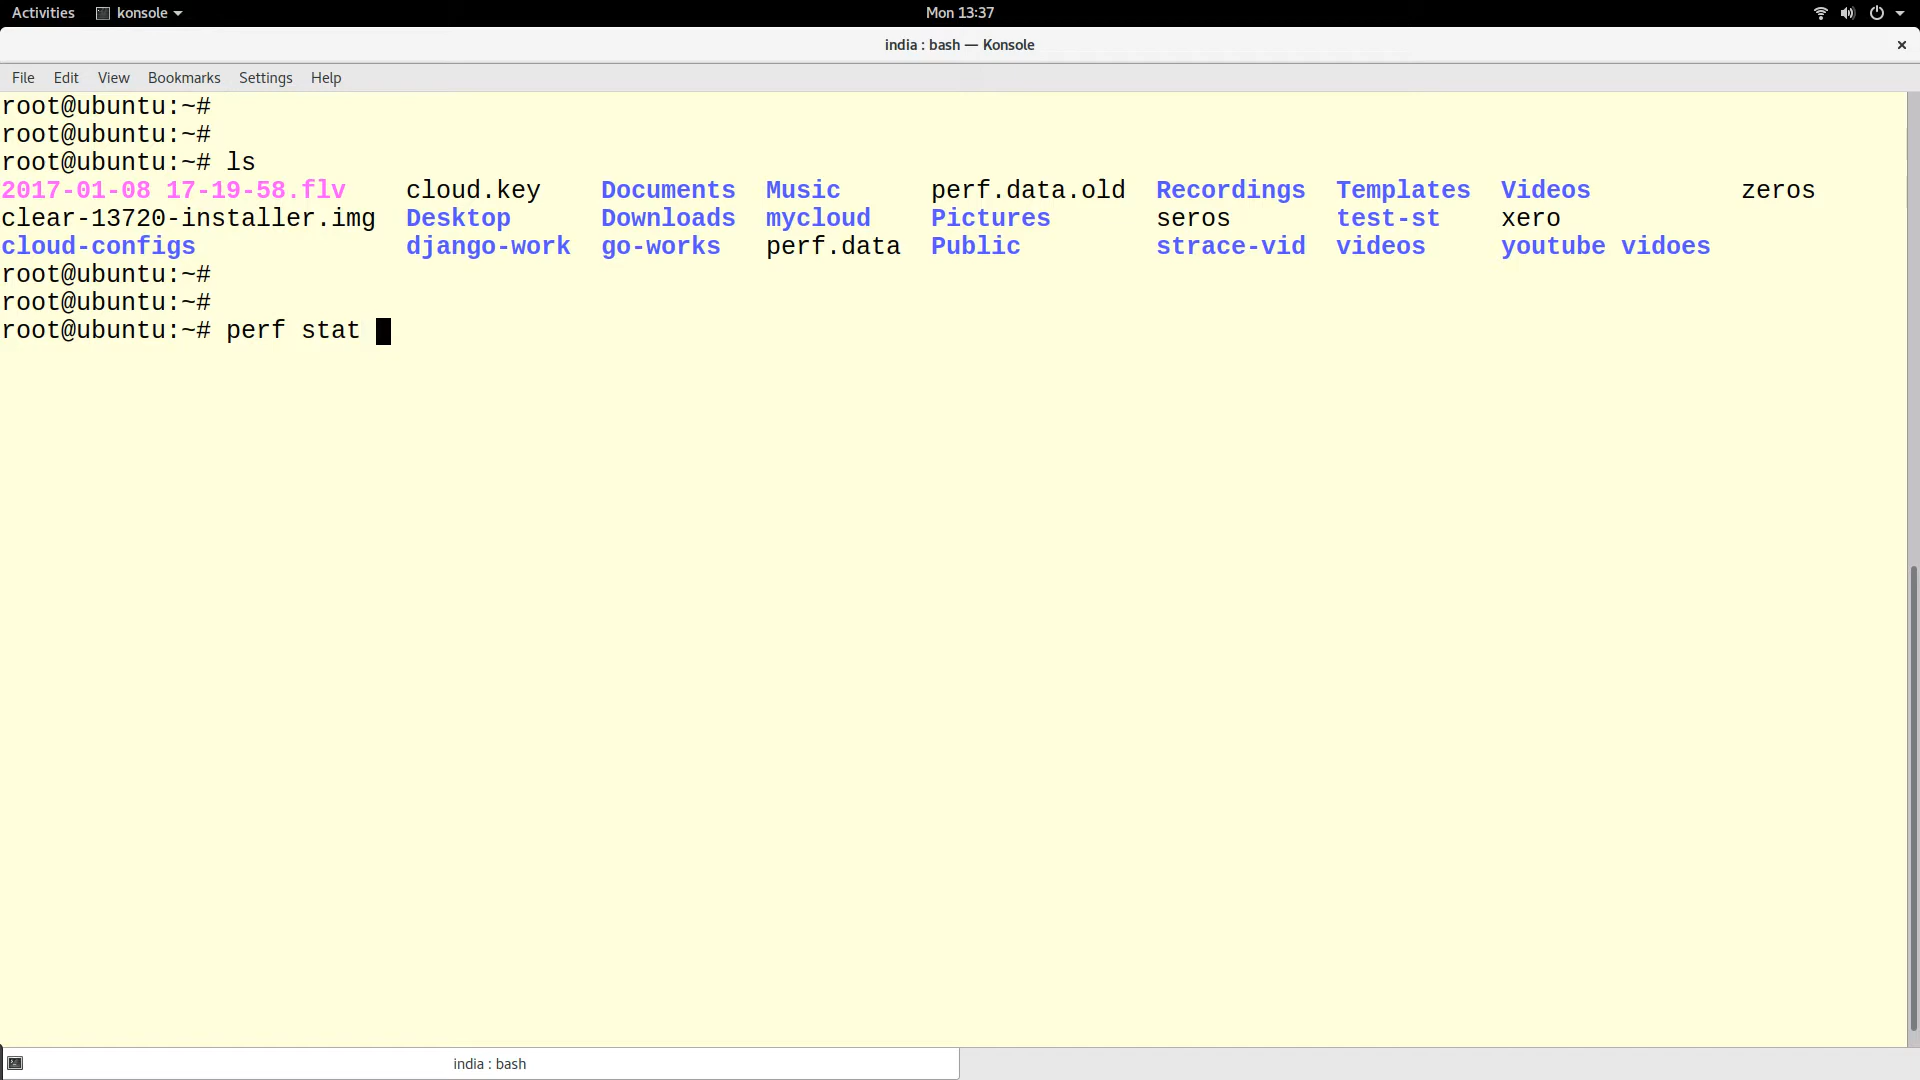 Activities konsole Mon 13:37
india : bash — Konsole
File Edit View Bookmarks Settings Help
root@ubuntu:~#
root@ubuntu:~#
root@ubuntu:~# ls
2017-01-08 17-19-58.flv cloud.key Documents Music perf.data.old Recordings Templates Videos zeros
clear-13720-installer.img Desktop Downloads mycloud Pictures seros test-st xero
cloud-configs django-work go-works perf.data Public strace-vid videos youtube vidoes
root@ubuntu:~#
root@ubuntu:~#
root@ubuntu:~# perf stat
india : bash